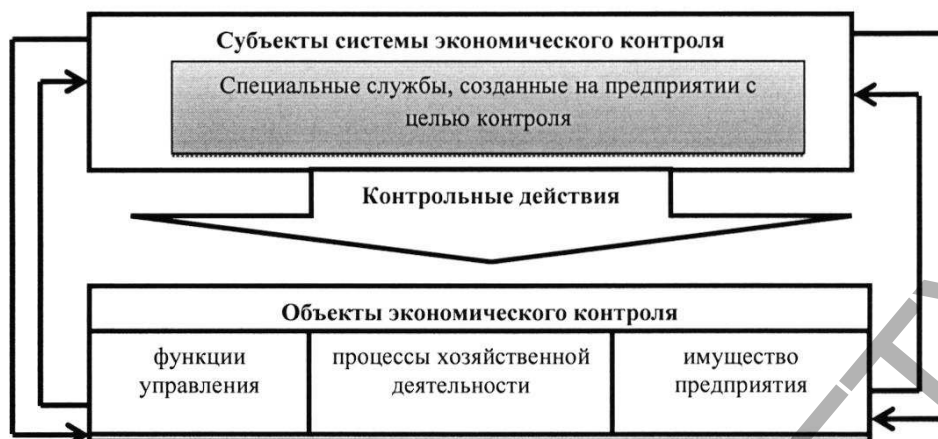 Субъекты системы экономического контроля
Специальные службы, созданные на предприятии с
целью контроля
Контрольные действия
Объекты экономического контроля
функции
управления
процессы хозяйственной
деятельности
имущество
предприятия